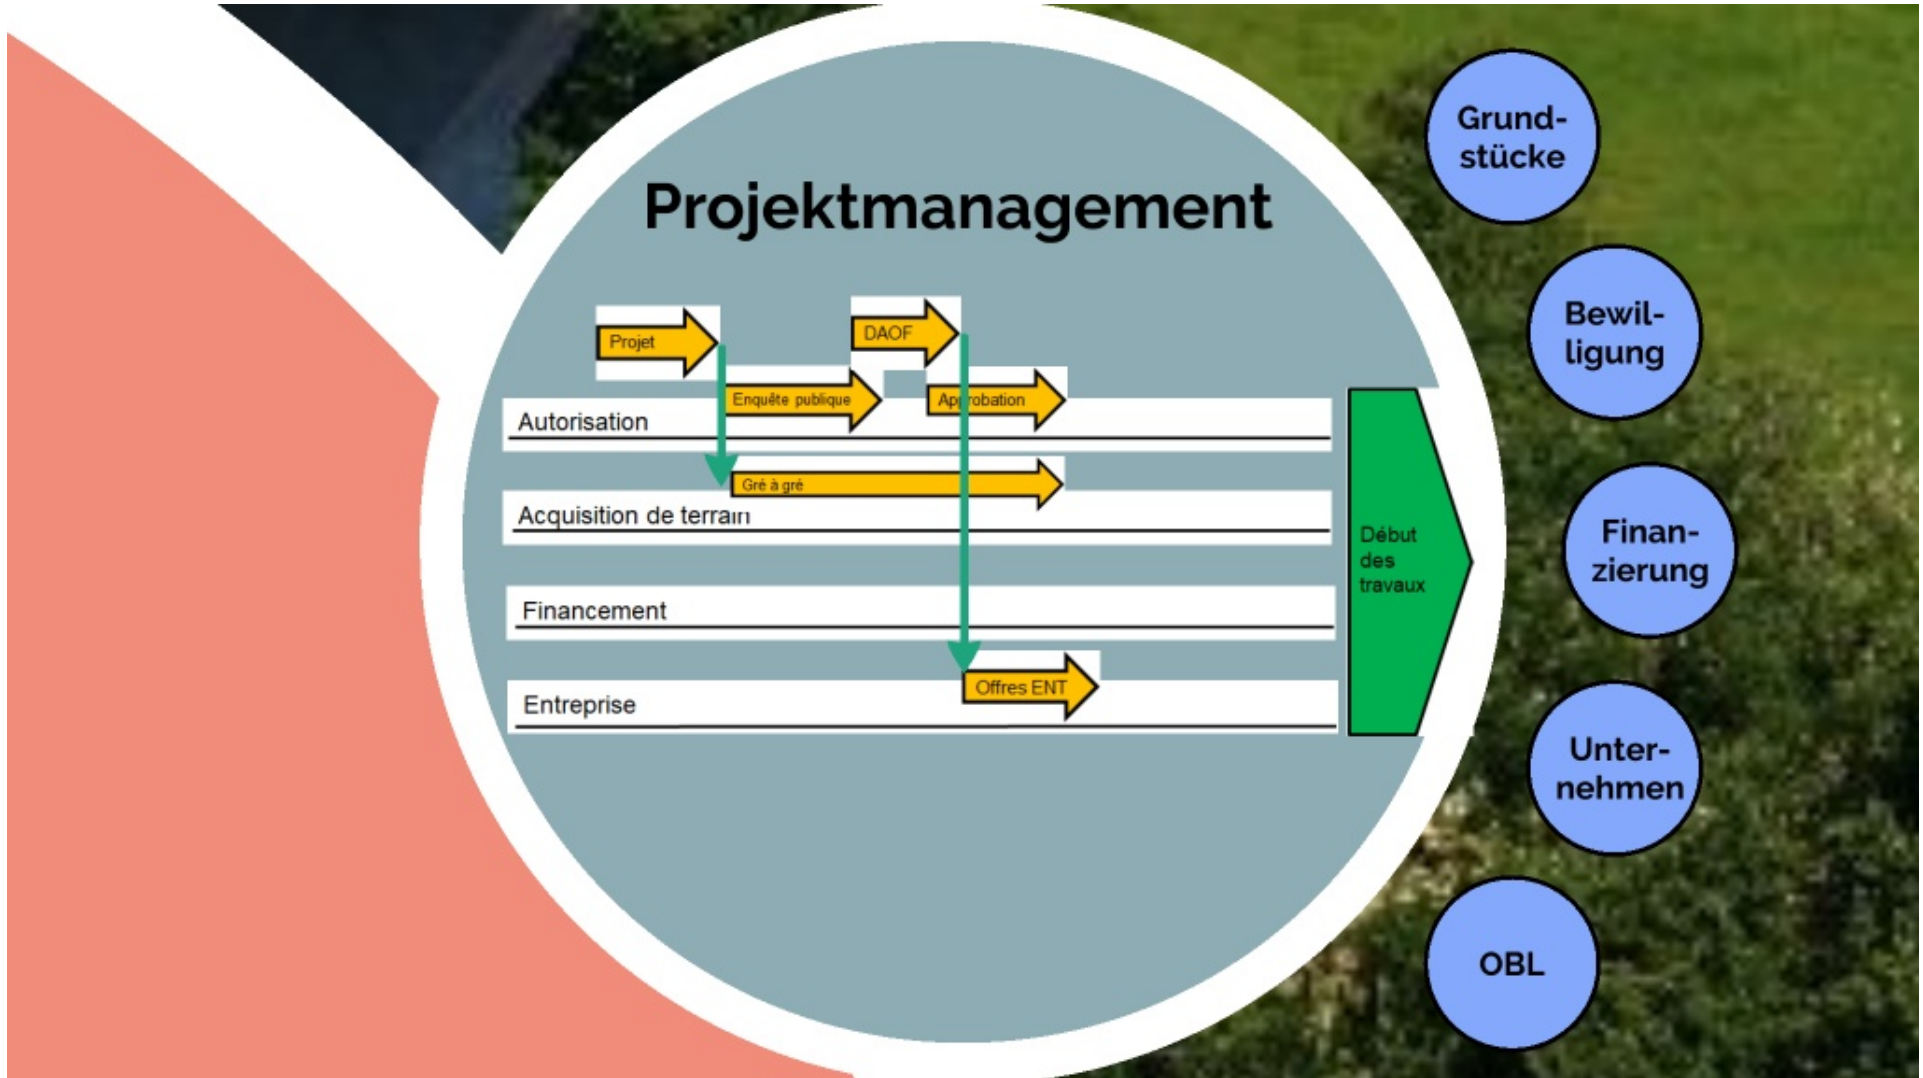 Projektmanagement
Projet
DAOF
Enquête publique
Approbation
Autorisation
Gré à gré
Acquisition de terrain
Financement
Offres ENT
Entreprise
Début
des
travaux
Grund-
stücke
Bewil-
ligung
Finan-
zierung
Unter-
nehmen
OBL